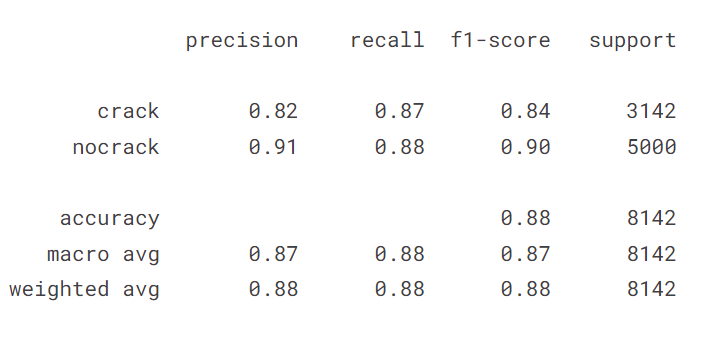 precision recall f1-score support
crack 0.82 0.87 0.84 3142
nocrack 0.91 0.88 0.90 5000
accuracy 0.88 8142
macro avg 0.87 0.88 0.87 8142
weighted avg 0.88 0.88 0.88 8142